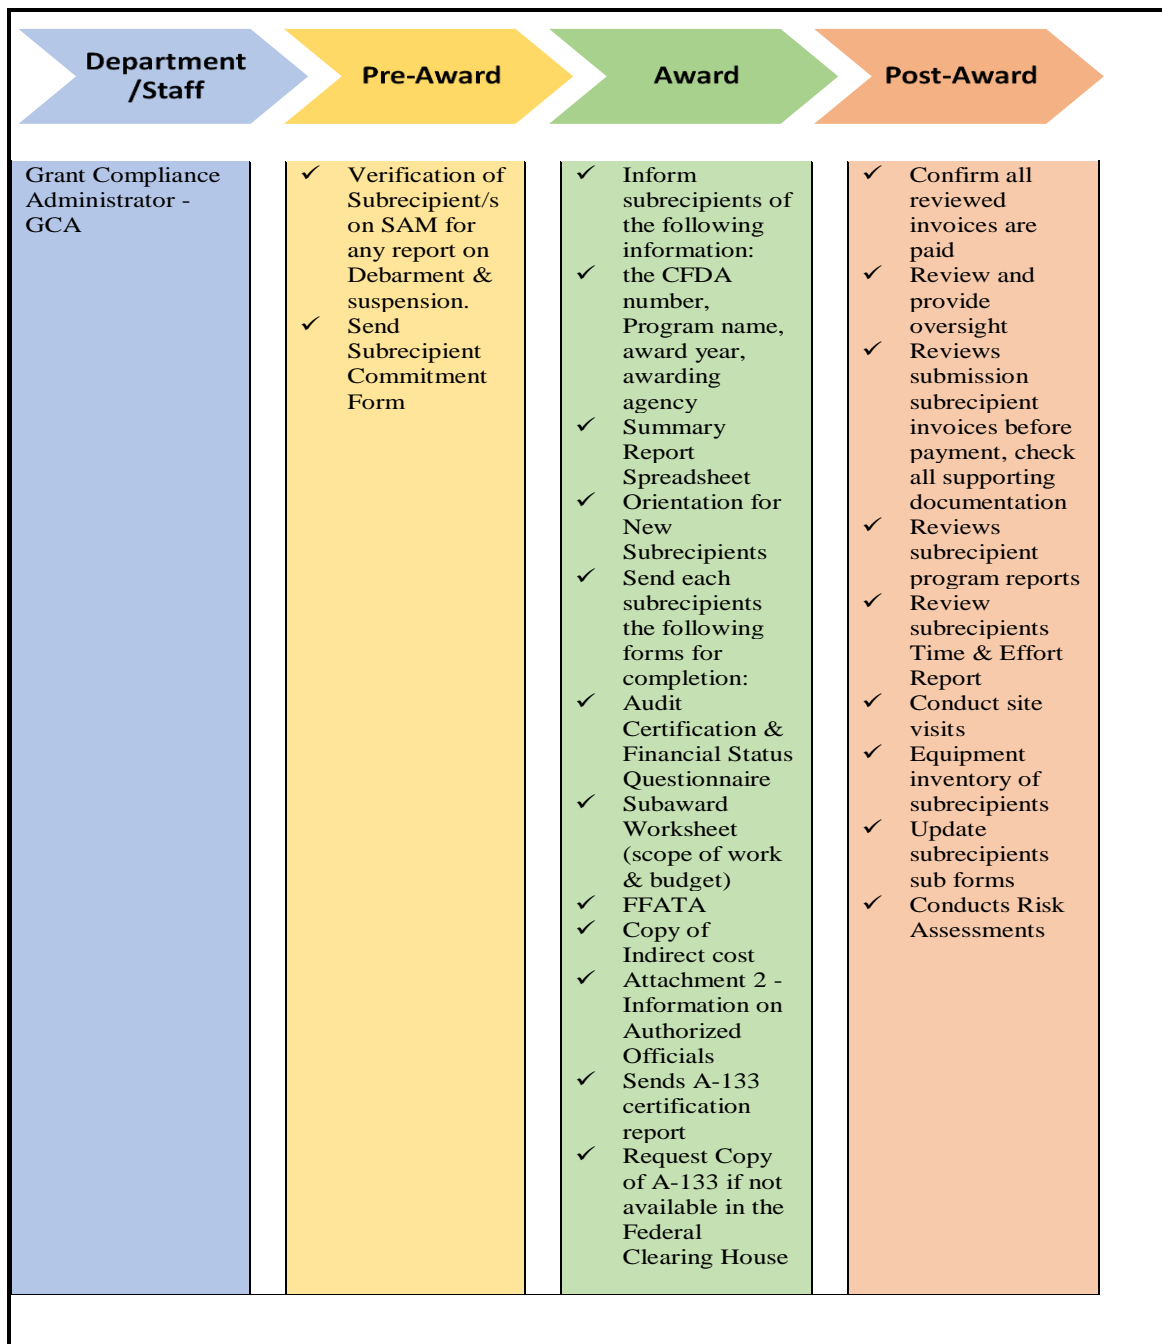 Department
/Staff
Pre-Award
Award
Post-Award
Grant Compliance
Administrator -
GCA
✓ Verification of
Subrecipient/s
on SAM for
any report on
Debarment &
suspension.
✓ Send
Subrecipient
Commitment
Form
✓ Inform
subrecipients of
the following
information:
✓ the CFDA
number,
Program name,
award year,
awarding
agency
✓ Summary
Report
Spreadsheet
✓ Orientation for
New
Subrecipients
✓ Send each
subrecipients
the following
forms for
completion:
✓ Audit
Certification &
Financial Status
Questionnaire
✓ Subaward
Worksheet
(scope of work
& budget)
✓ FFATA
✓ Copy of
Indirect cost
✓ Attachment 2 -
Information on
Authorized
Officials
✓ Sends A-133
certification
report
✓ Request Copy
of A-133 if not
available in the
Federal
Clearing House
✓ Confirm all
reviewed
invoices are
paid
✓ Review and
provide
oversight
✓ Reviews
submission
subrecipient
invoices before
payment, check
all supporting
documentation
✓ Reviews
subrecipient
program reports
✓ Review
subrecipients
Time & Effort
Report
✓ Conduct site
visits
✓ Equipment
inventory of
subrecipients
✓ Update
subrecipients
sub forms
✓ Conducts Risk
Assessments